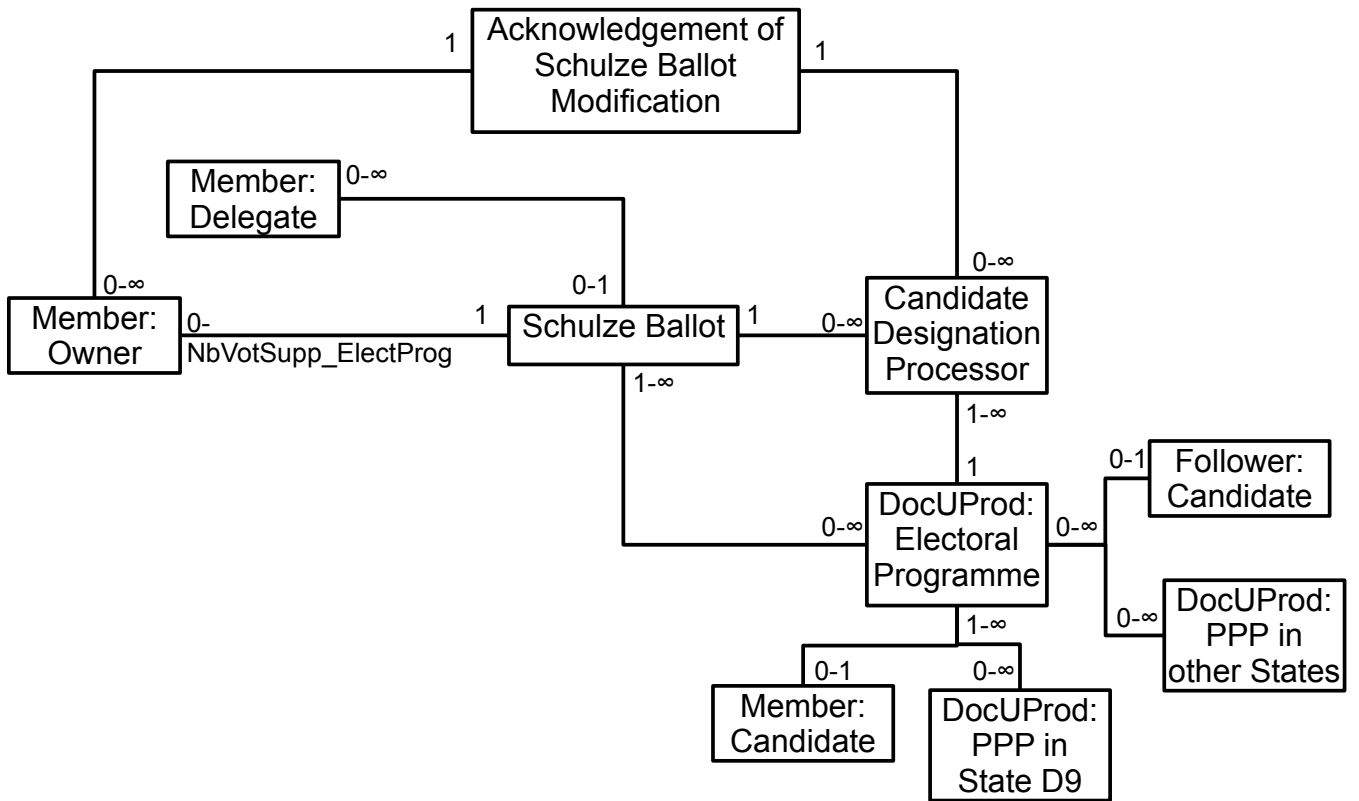 Acknowledgement of
Schulze Ballot
Modification
1
1
Member:
Delegate
0-∞
0-∞
0-∞
0-1
Member:
Owner
0-
NbVotSupp_ElectProg
1
Schulze Ballot
1
0-∞
Candidate
Designation
Processor
1-∞
1-∞
1
0-1
Follower:
Candidate
0-∞
DocUProd:
Electoral
Programme
0-∞
0-∞
DocUProd:
PPP in
other States
1-∞
0-1
0-∞
Member:
Candidate
DocUProd:
PPP in
State D9